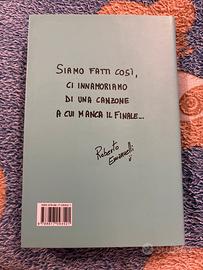 SIAMO FATTI COSÌ,
CI INNAMORIAMO
DI UNA CANZONE
A CUI MANCA IL FINALE...
Roberto Emanuelli